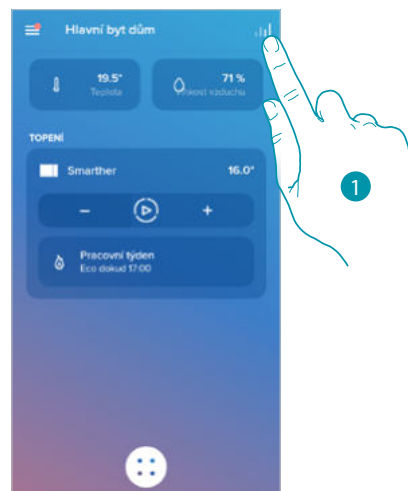 Hlavní byt dům
19.5°
Teplota
71 %
vzduchu
TOPENÍ
Smarther
16.0°
Pracovní týden
Eco dokud 17:00
1